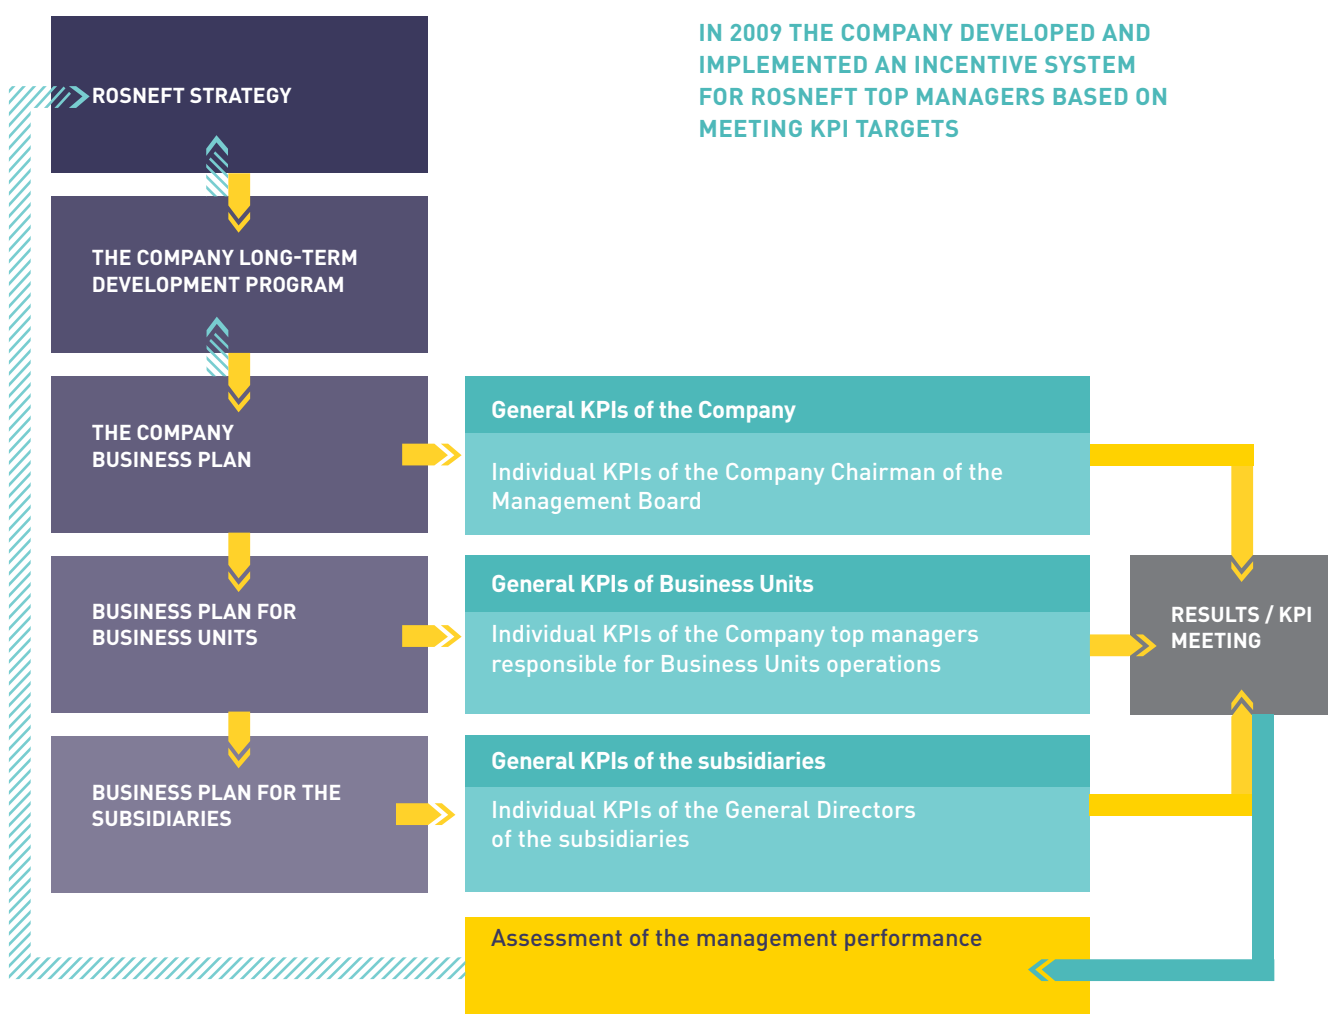 IN 2009 THE COMPANY DEVELOPED AND
IMPLEMENTED AN INCENTIVE SYSTEM
FOR ROSNEFT TOP MANAGERS BASED ON
MEETING KPI TARGETS
ROSNEFT STRATEGY
THE COMPANY LONG-TERM
DEVELOPMENT PROGRAM
THE COMPANY
BUSINESS PLAN
General KPIs of the Company
Individual KPIs of the Company Chairman of the
Management Board
BUSINESS PLAN FOR
BUSINESS UNITS
General KPIs of Business Units
Individual KPIs of the Company top managers
responsible for Business Units operations
RESULTS / KPI
MEETING
BUSINESS PLAN FOR THE
SUBSIDIARIES
General KPIs of the subsidiaries
Individual KPIs of the General Directors
of the subsidiaries
Assessment of the management performance